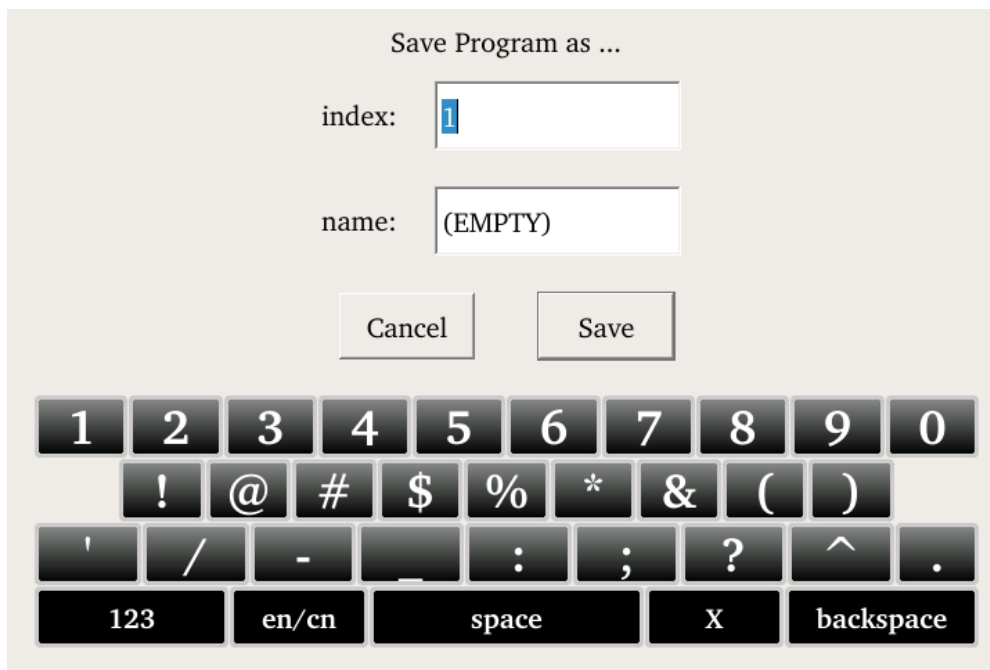 Save Program as ...
index: 1
name: (EMPTY)
Cancel Save
1 2 3 4 5 6 7 8 9 0
! @ # $ % * & ( )
' / - _ : ; ? ^ .
123 en/cn space X backspace